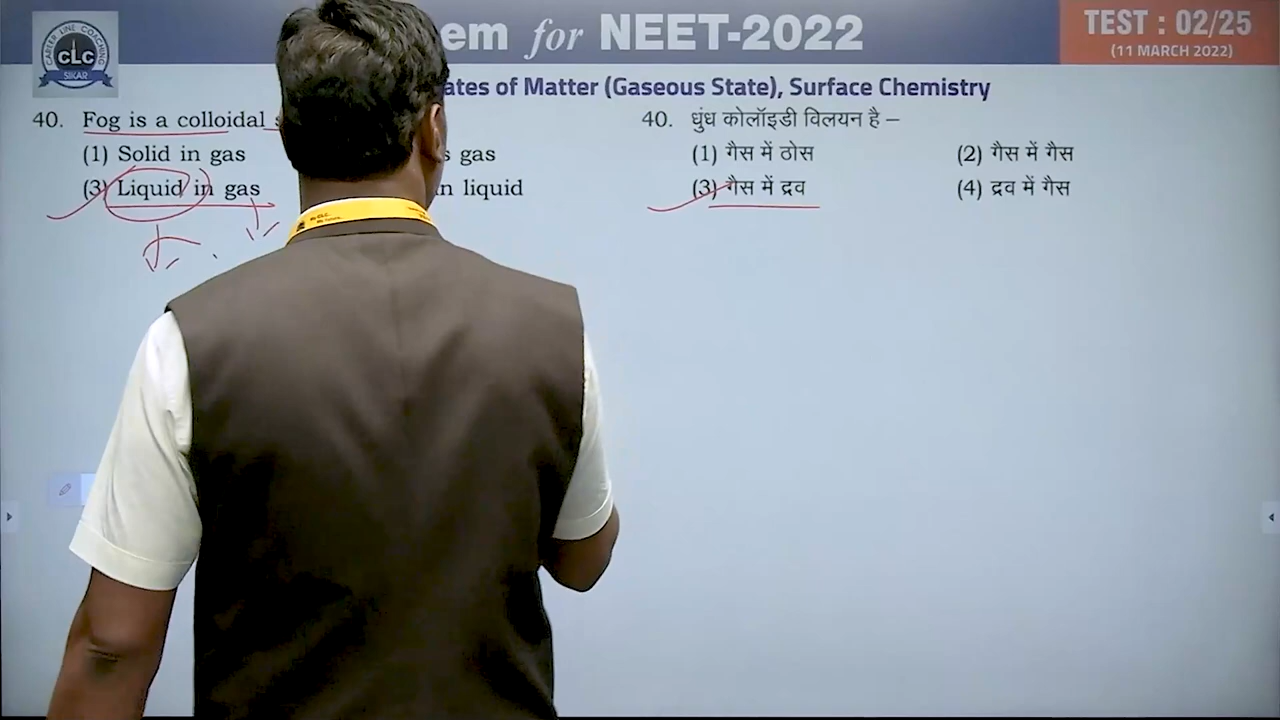 em for NEET-2022
TEST : 02/25
(11 MARCH 2022)
CAREER LINE COACHING
CLC
SIKAR
of Matter (Gaseous State), Surface Chemistry
40. Fog is a colloidal
(1) Solid in gas
gas
(3) Liquid in gas
liquid
40. धुंध कोलॉइडी विलयन है –
(1) गैस में ठोस
(2) गैस में गैस
(3) गैस में द्रव
(4) द्रव में गैस